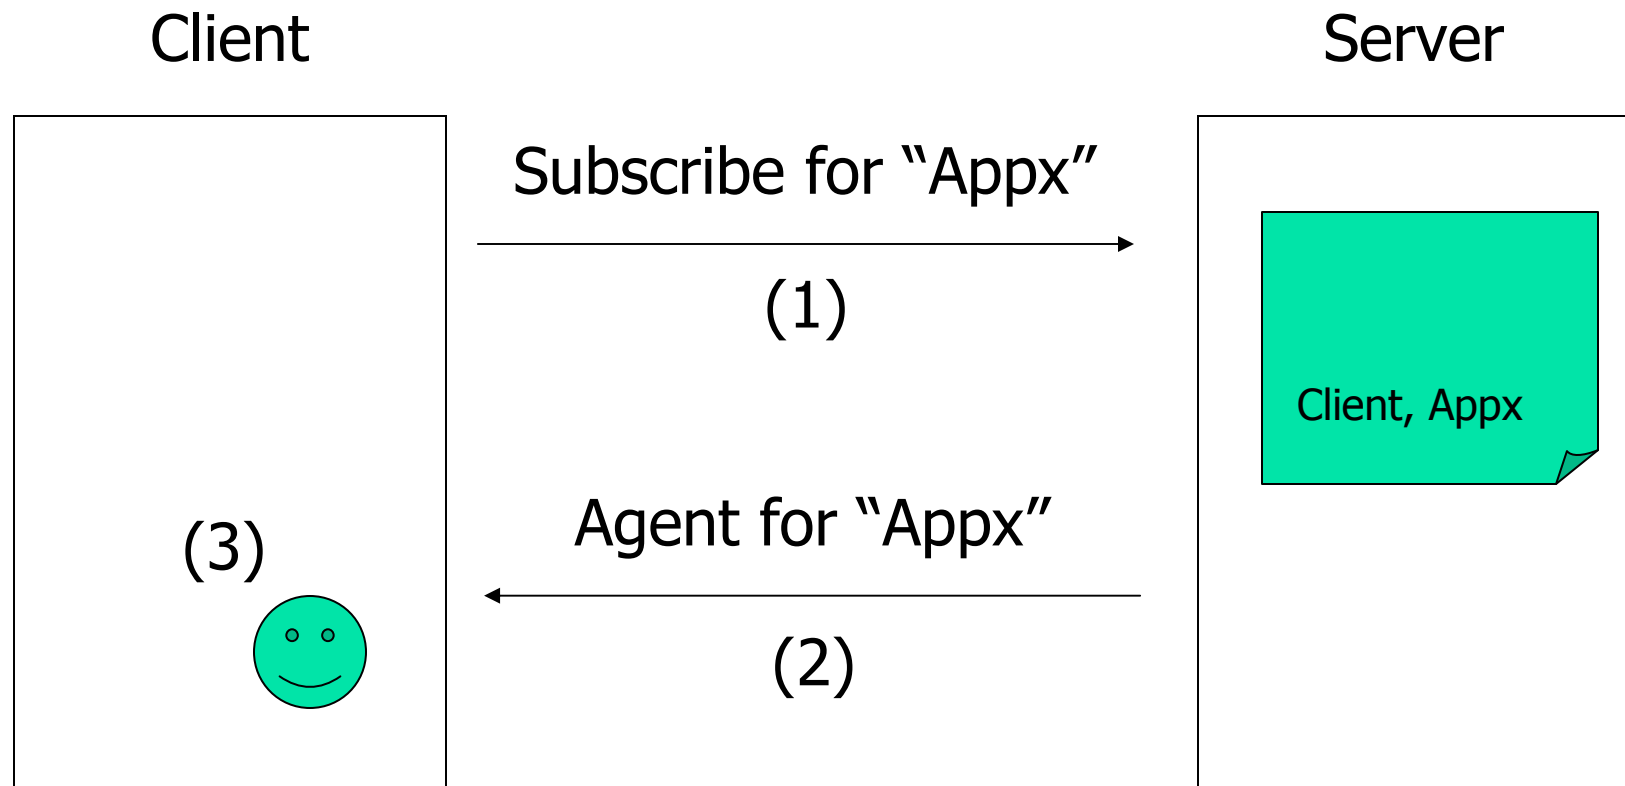 Client
Server
Subscribe for “Appx”
(1)
Client, Appx
Agent for “Appx”
(3)
(2)